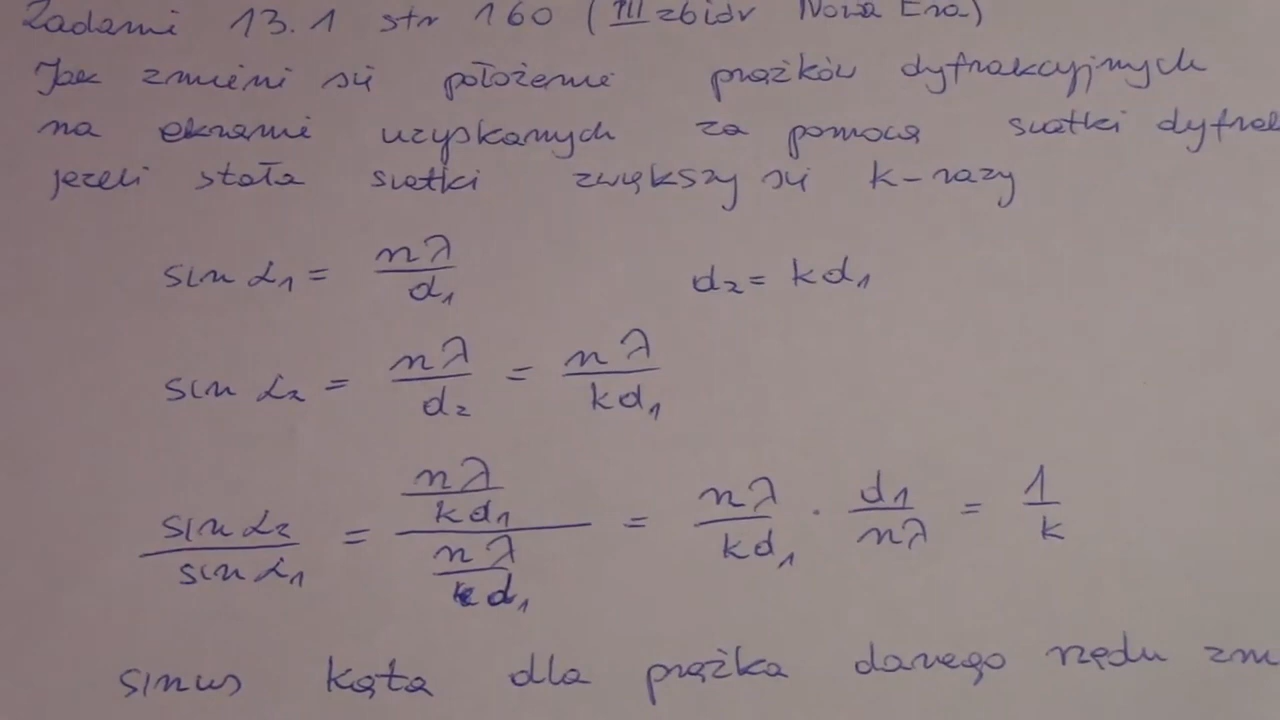 Zadanie 13.1 str 160 (III zbiór Nowa Era)
Jak zmieni się położenie prążków dyfrakcyjnych
na ekranie uzyskanych za pomocą siatki dyfrak
jeżeli stała siatki zwiększy się k-razy
sin α₁ = nλ/d₁ d₂ = kd₁
sin α₂ = nλ/d₂ = nλ/kd₁
sin α₂/sin α₁ = (nλ/kd₁)/(nλ/d₁) = nλ/kd₁ · d₁/nλ = 1/k
sinus kąta dla prążka danego rzędu zm